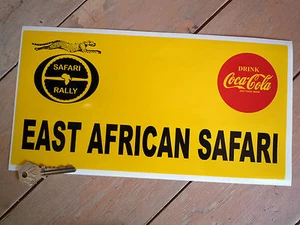 SAFARI
RALLY
DRINK
Coca-Cola
EAST AFRICAN SAFARI